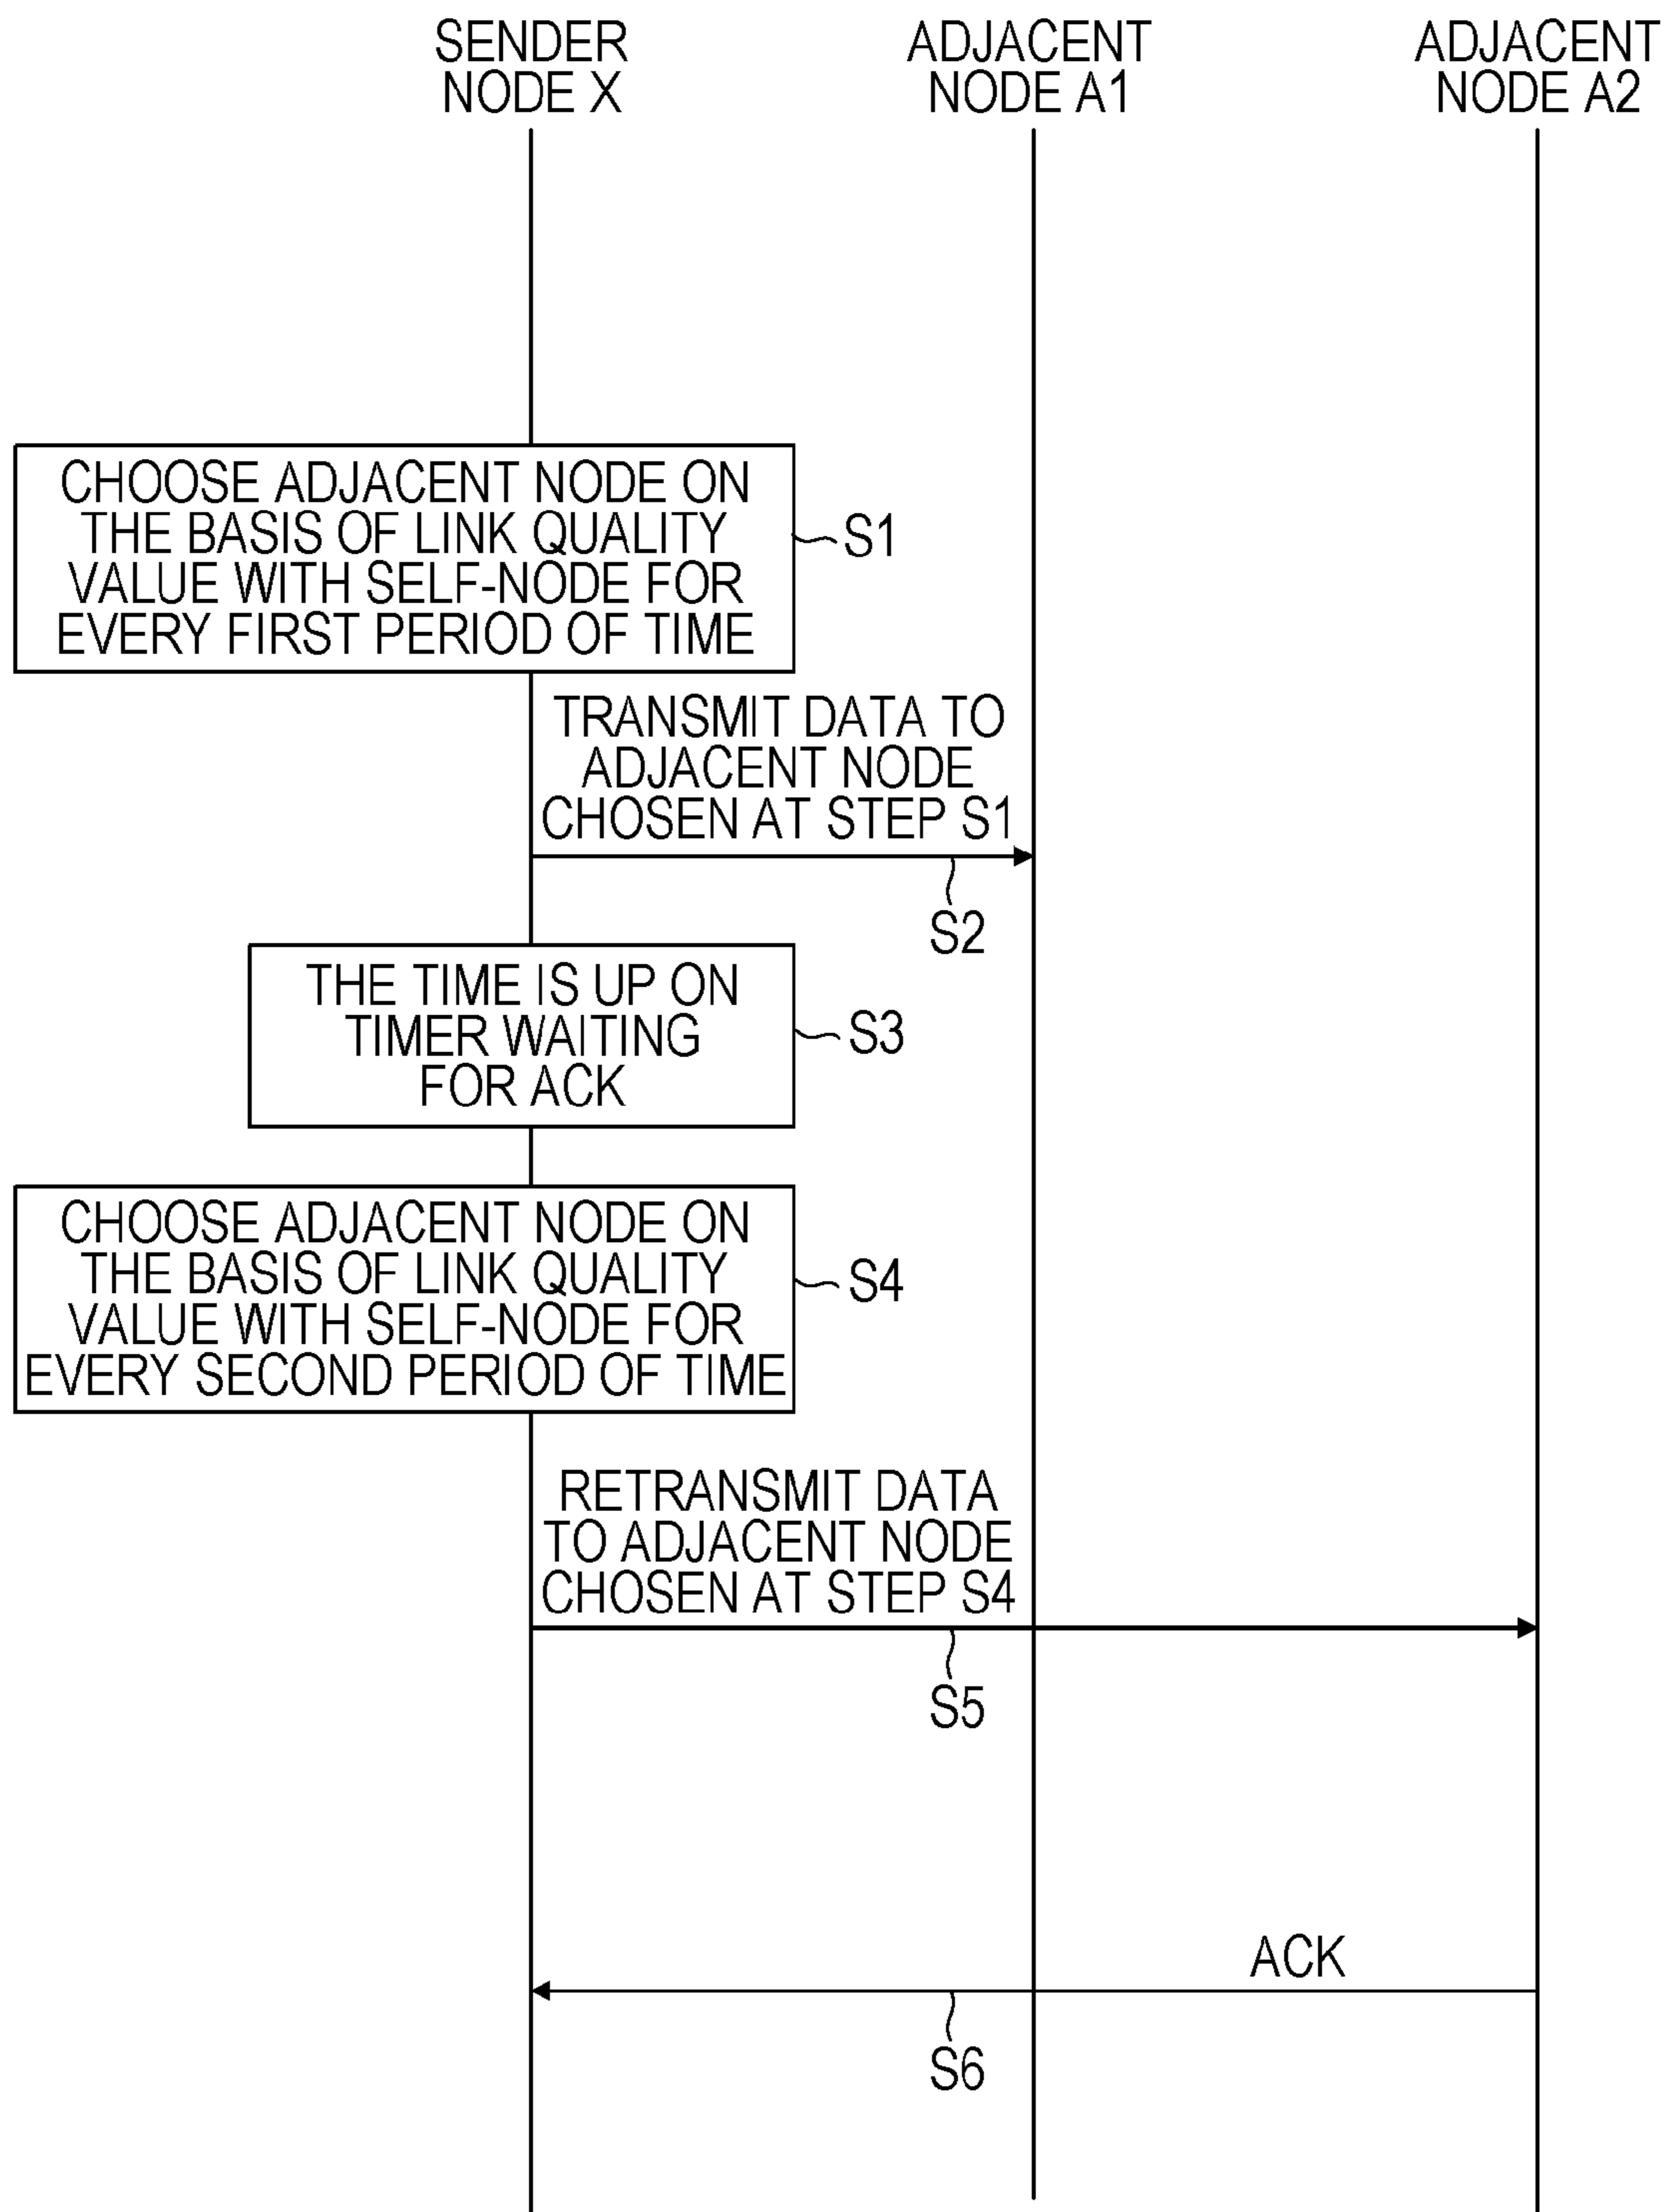 SENDER
NODE X
ADJACENT
NODE A1
ADJACENT
NODE A2
CHOOSE ADJACENT NODE ON
THE BASIS OF LINK QUALITY
VALUE WITH SELF-NODE FOR
EVERY FIRST PERIOD OF TIME
S1
TRANSMIT DATA TO
ADJACENT NODE
CHOSEN AT STEP S1
S2
THE TIME IS UP ON
TIMER WAITING
FOR ACK
S3
CHOOSE ADJACENT NODE ON
THE BASIS OF LINK QUALITY
VALUE WITH SELF-NODE FOR
EVERY SECOND PERIOD OF TIME
S4
RETRANSMIT DATA
TO ADJACENT NODE
CHOSEN AT STEP S4
S5
ACK
S6